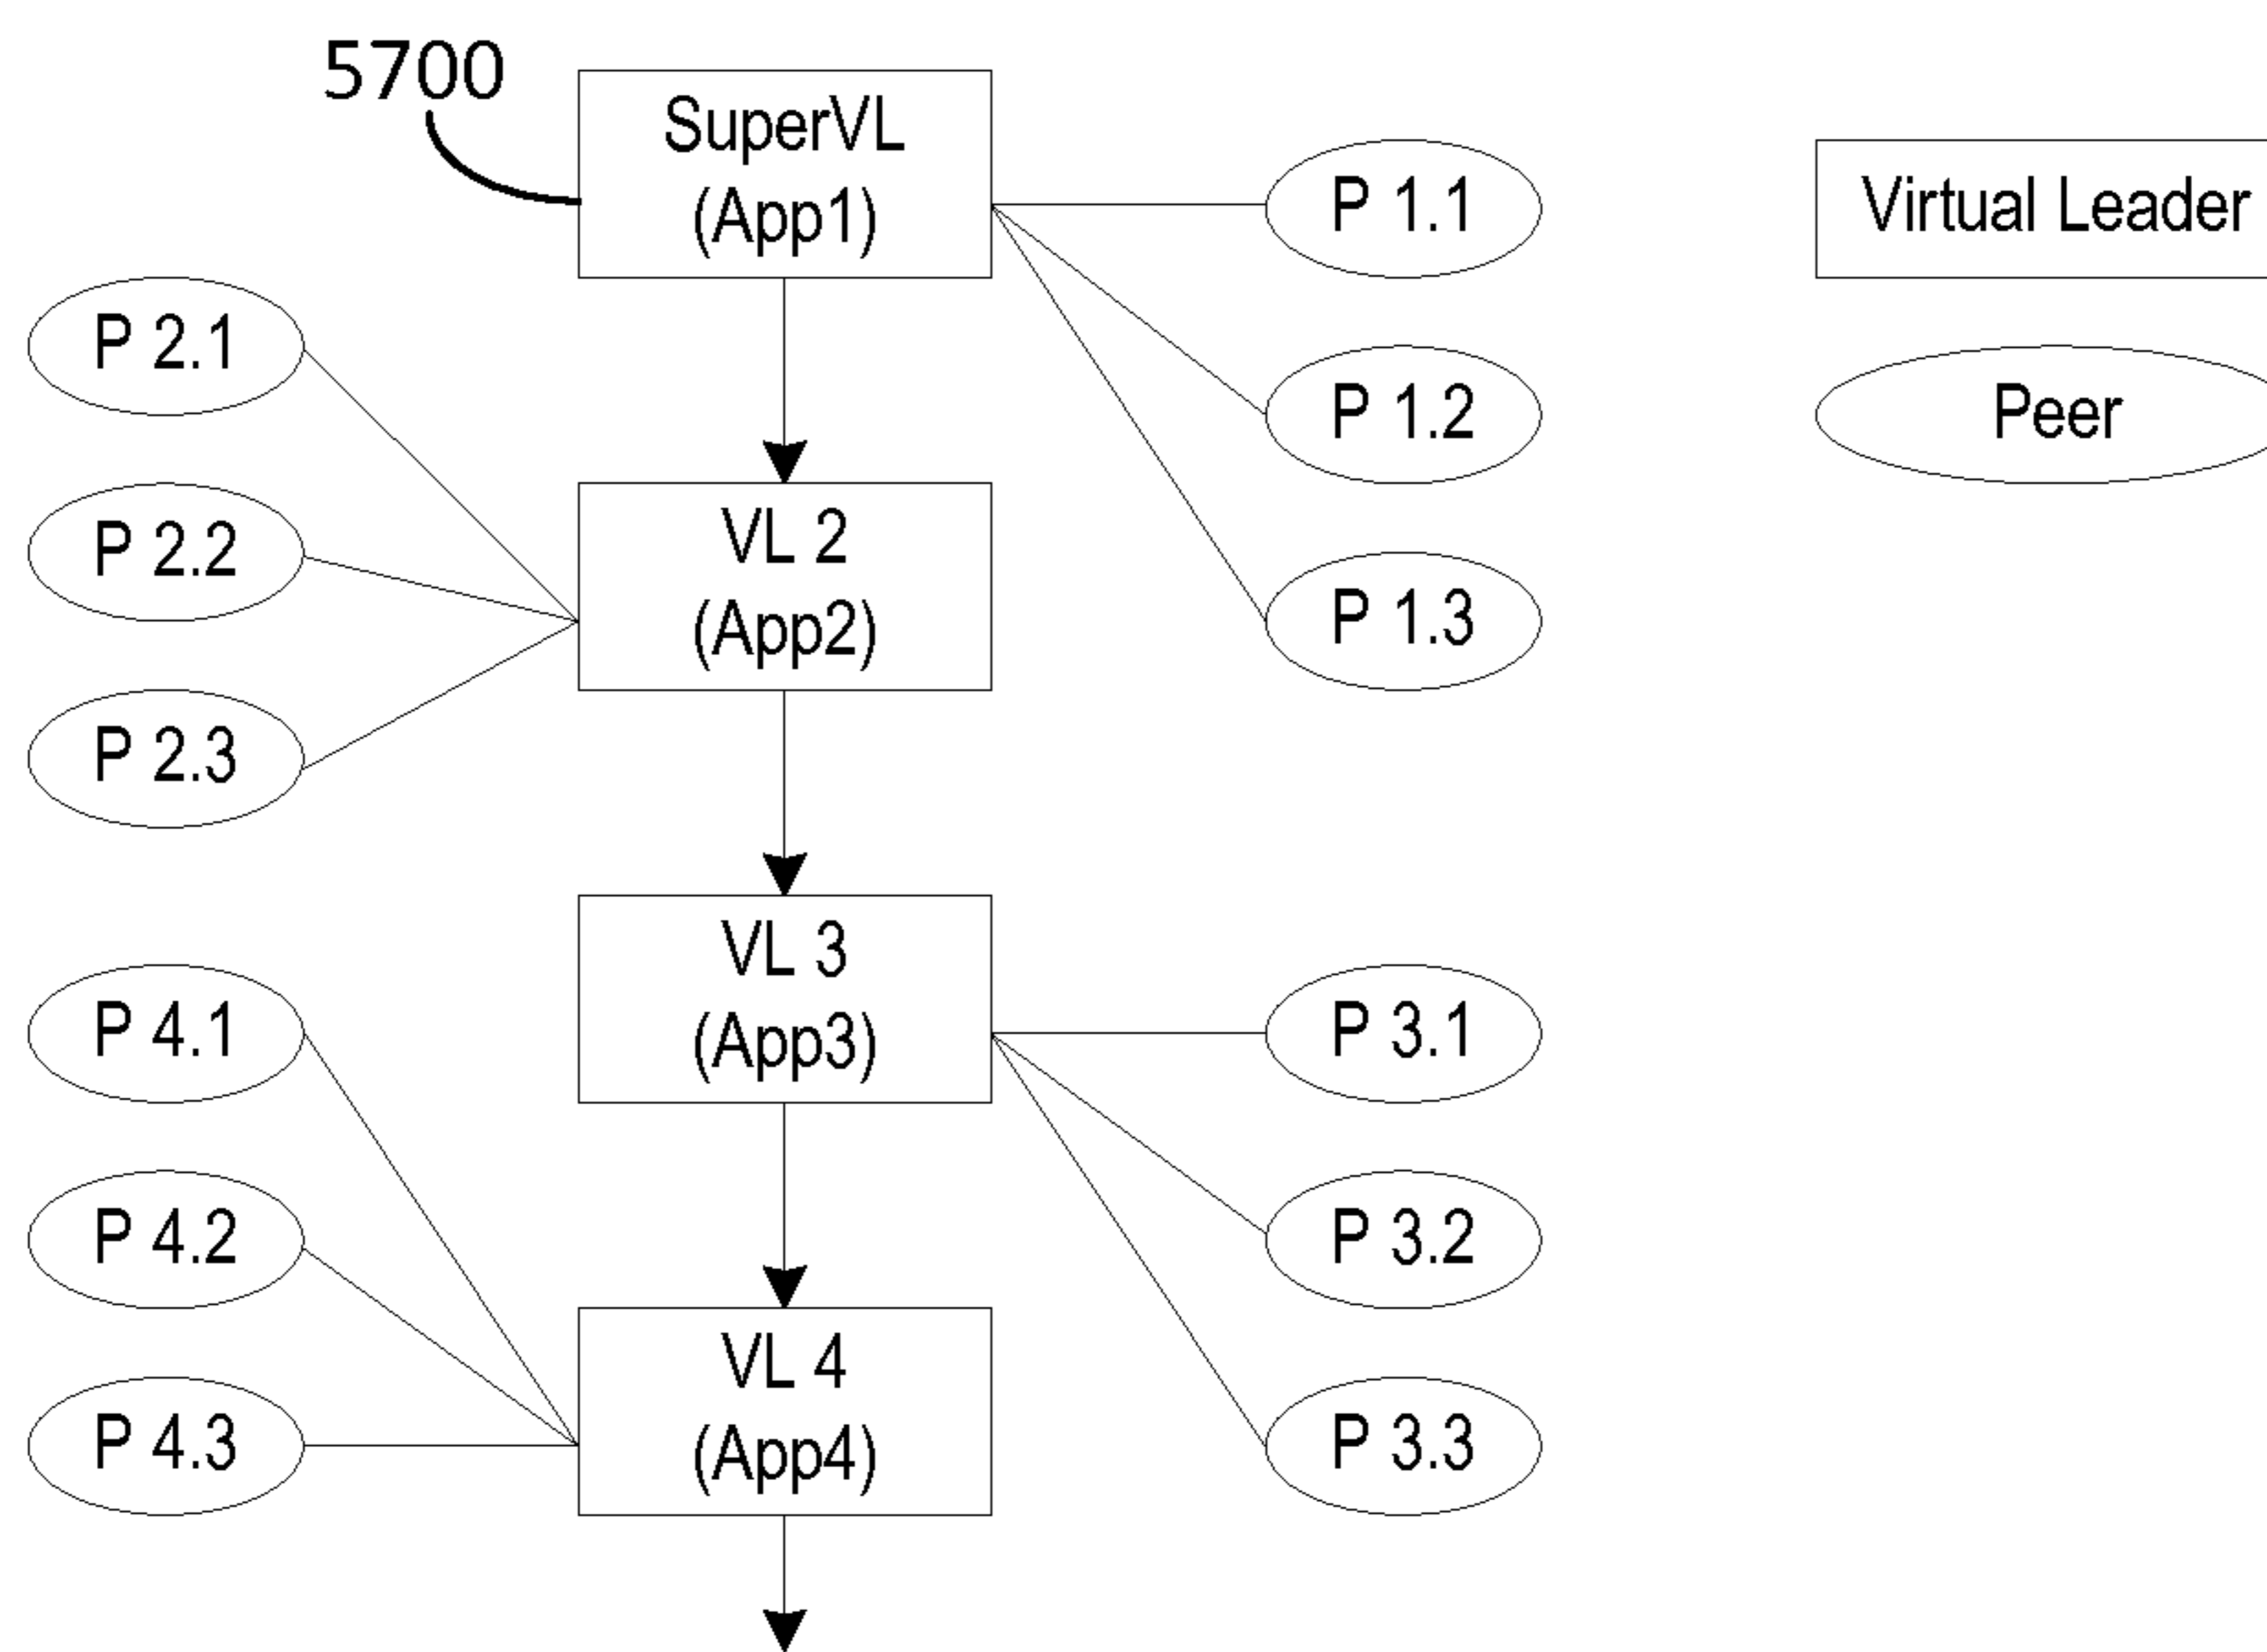 5700
SuperVL
(App1)
P 1.1
Virtual Leader
P 2.1
P 1.2
Peer
P 2.2
VL 2
(App2)
P 1.3
P 2.3
VL 3
(App3)
P 4.1
P 3.1
P 4.2
P 3.2
VL 4
(App4)
P 4.3
P 3.3